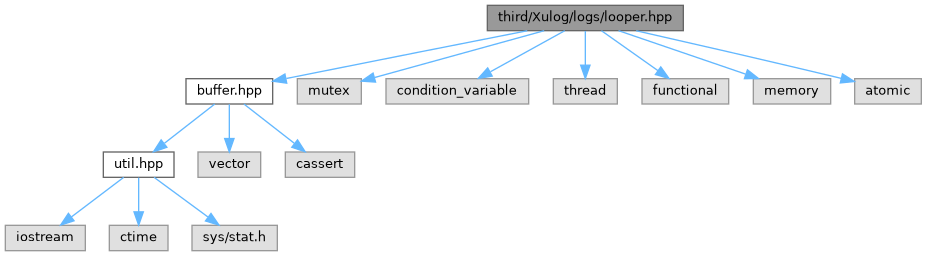 third/Xulog/logs/looper.hpp
buffer.hpp
mutex
condition_variable
thread
functional
memory
atomic
util.hpp
vector
cassert
iostream
ctime
sys/stat.h